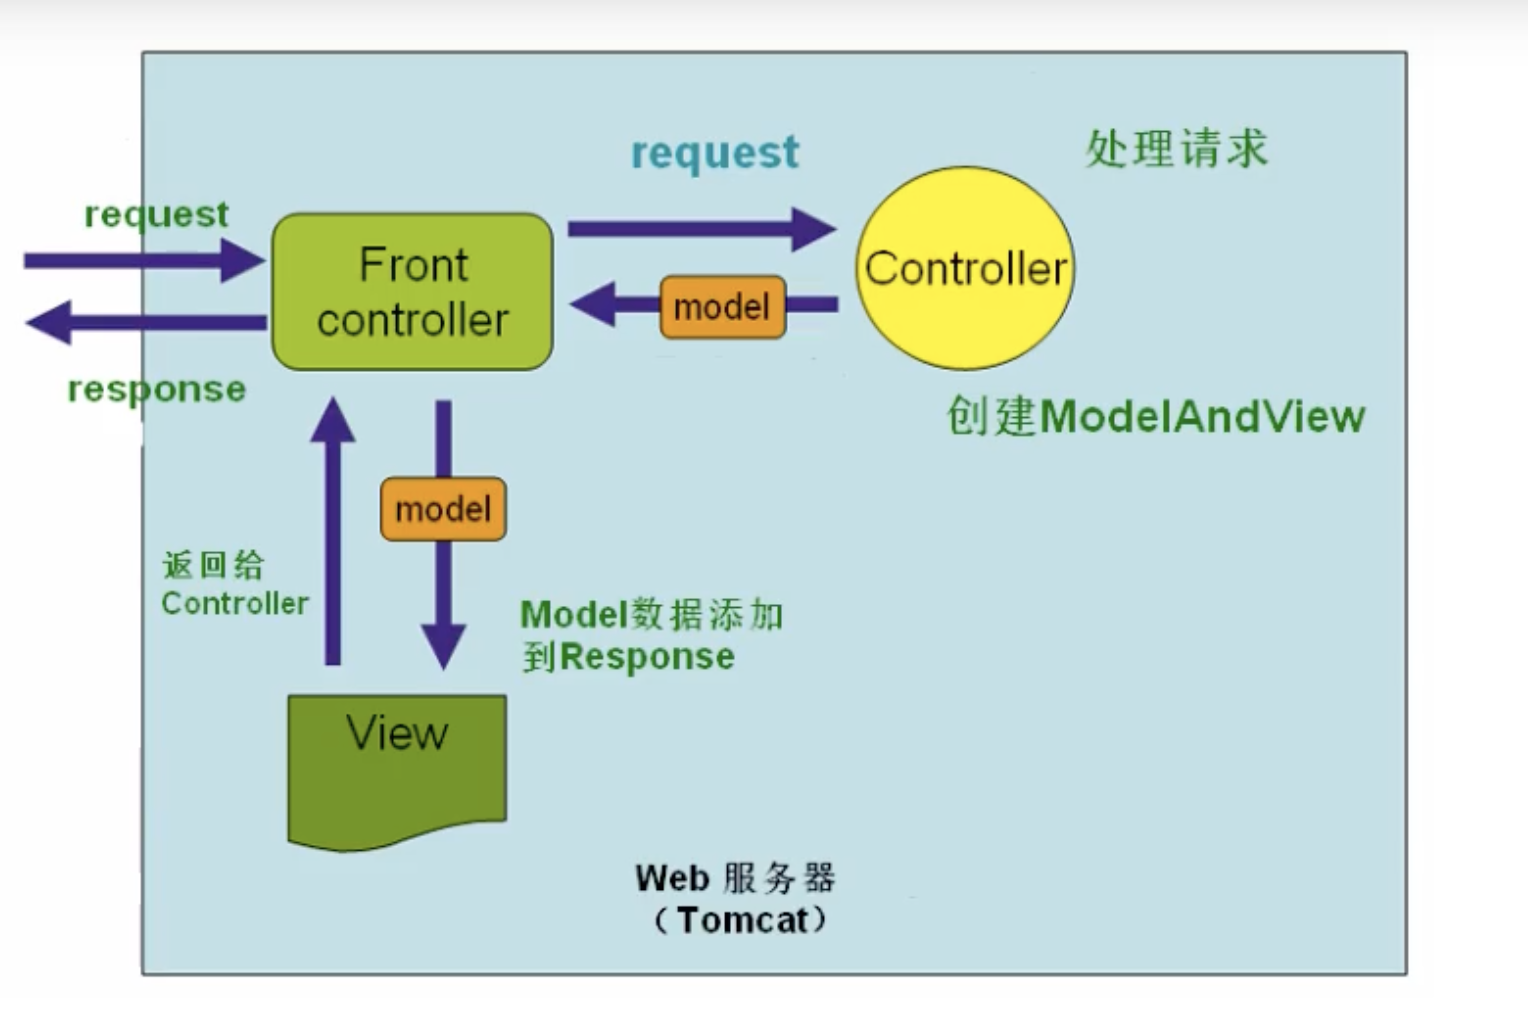 request
处理请求
request
Front
controller
Controller
model
response
创建ModelAndView
model
返回给
Controller
Model数据添加
到Response
View
Web 服务器
（Tomcat）